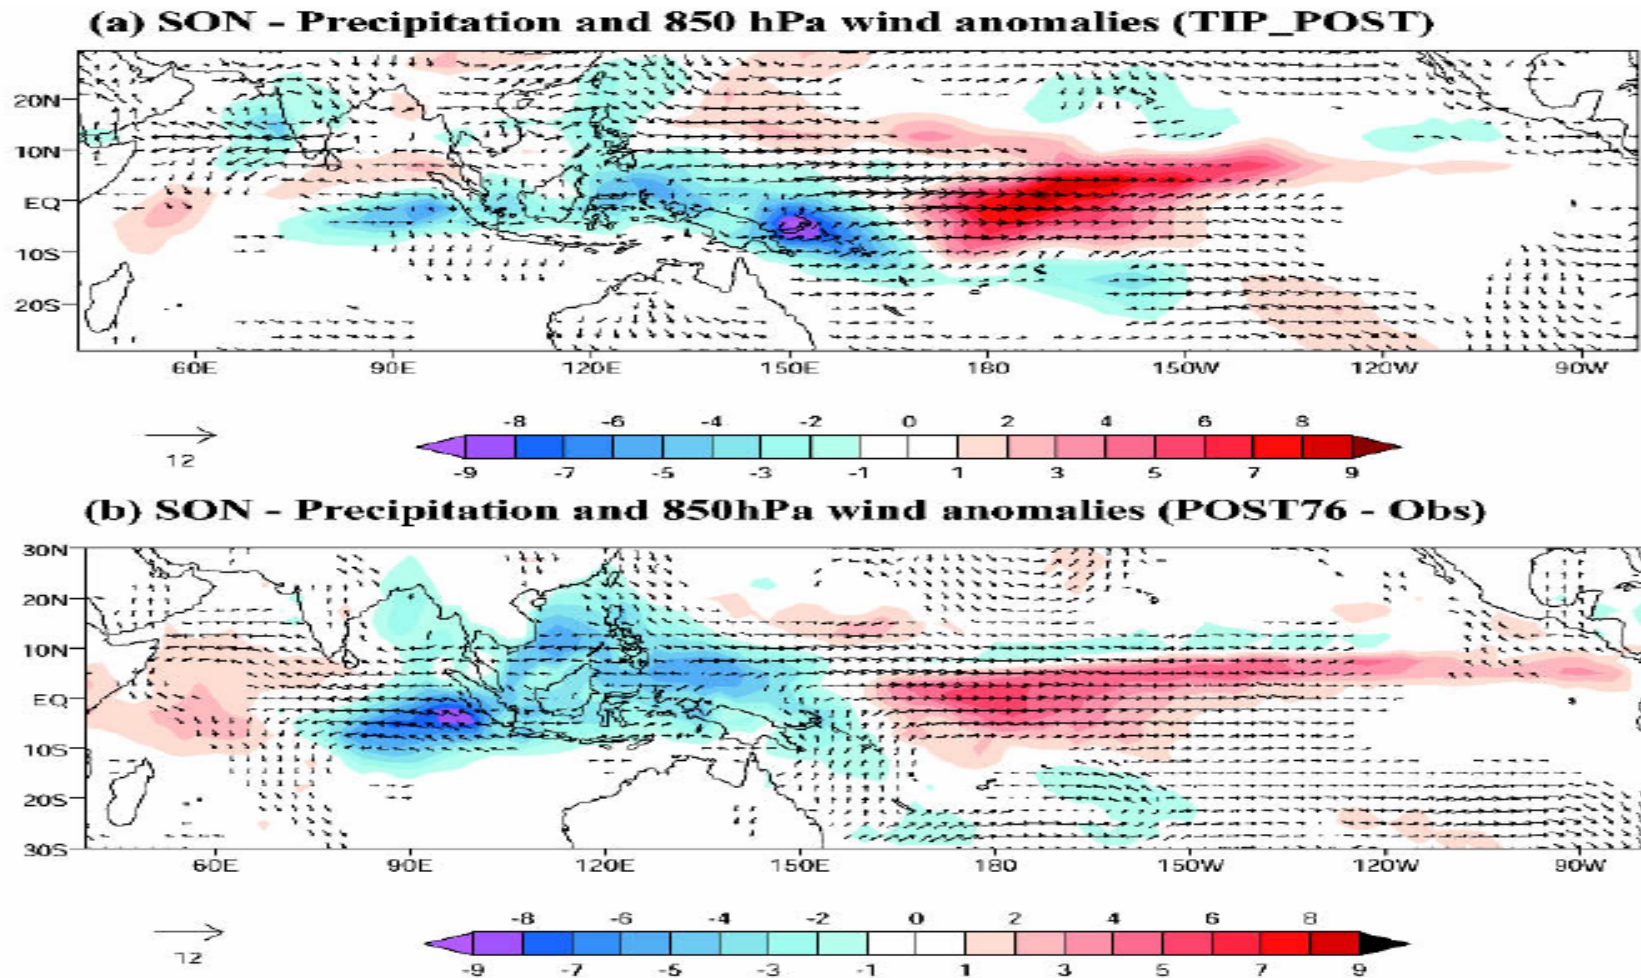 (a) SON - Precipitation and 850 hPa wind anomalies (TIP_POST)
20N
10N
EQ
10S
20S
60E 90E 120E 150E 180 150W 120W 90W
-8 -6 -4 -2 0 2 4 6 8
12
-9 -7 -5 -3 -1 1 3 5 7 9
(b) SON - Precipitation and 850hPa wind anomalies (POST76 - Obs)
30N
20N
10N
EQ
10S
20S
30S
60E 90E 120E 150E 180 150W 120W 90W
-8 -6 -4 -2 0 2 4 6 8
12
-9 -7 -5 -3 -1 1 3 5 7 9